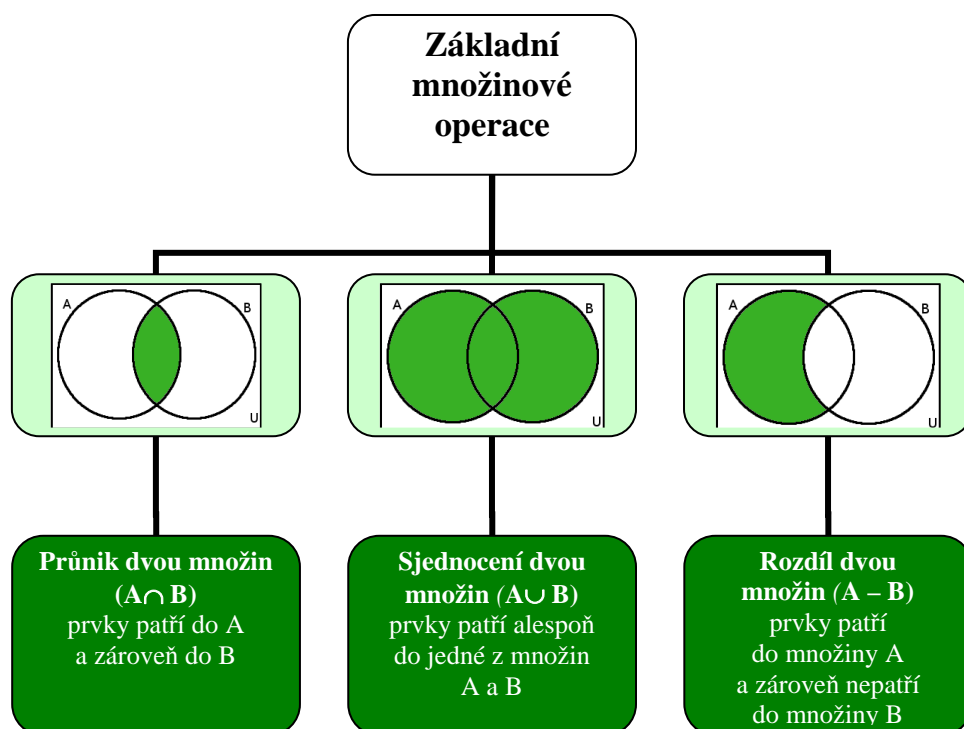 Základní
množinové
operace
A
B
U
A
B
U
A
B
U
Průnik dvou množin
(A∩ B)
prvky patří do A
a zároveň do B
Sjednocení dvou
množin (A∪ B)
prvky patří alespoň
do jedné z množin
A a B
Rozdíl dvou
množin (A – B)
prvky patří
do množiny A
a zároveň nepatří
do množiny B